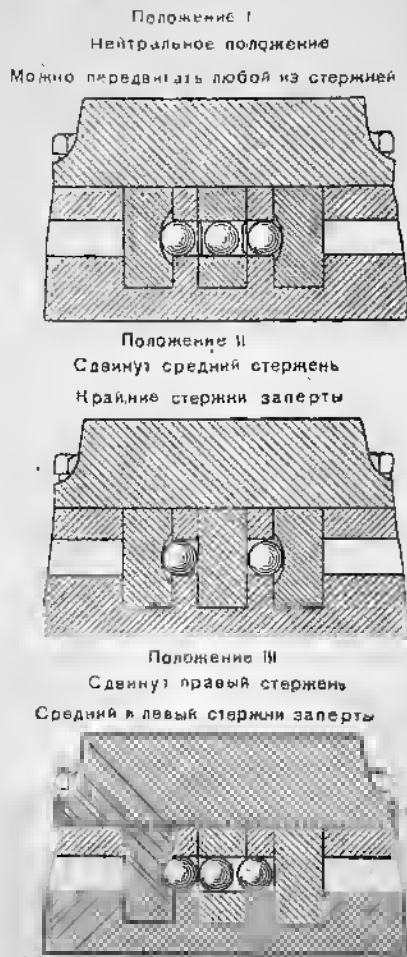 Положение I
Нейтральное положение
Можно передвигать любой из стержней
Положение II
Сдвинут средний стержень
Крайние стержни заперты
Положение III
Сдвинут правый стержень
Средний и левый стержни заперты